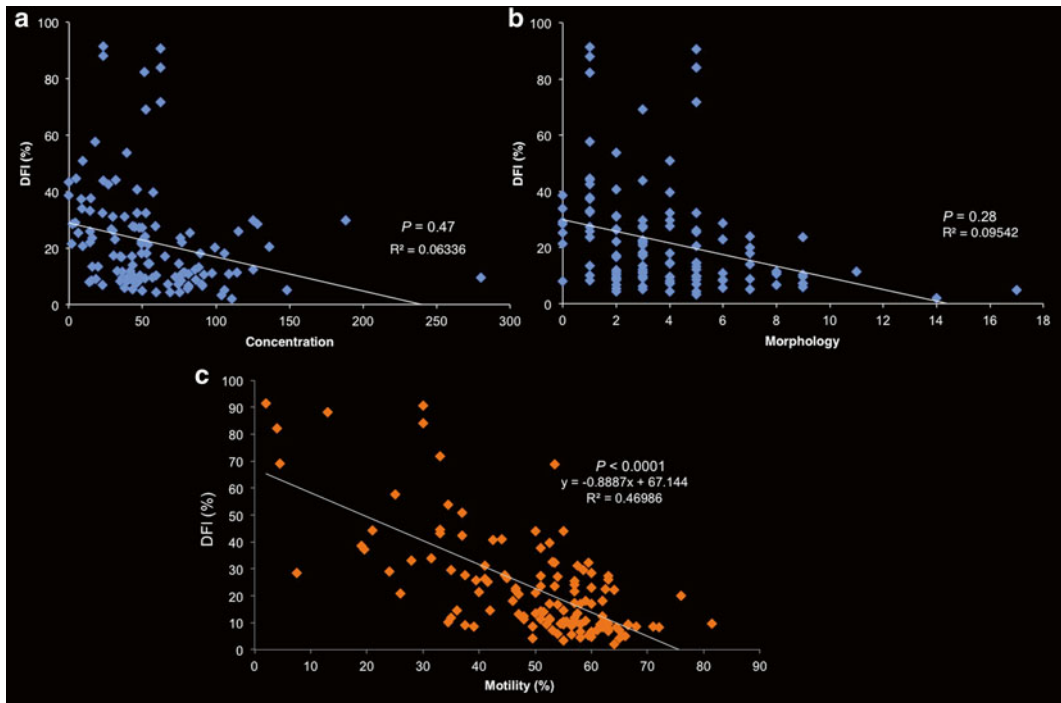 a
100
80
60
40
20
0
DFI (%)
P = 0.47
R² = 0.06336
0 50 100 150 200 250 300
Concentration
b
100
80
60
40
20
0
DFI (%)
P = 0.28
R² = 0.09542
0 2 4 6 8 10 12 14 16 18
Morphology
c
100
90
80
70
60
50
40
30
20
10
0
DFI (%)
P < 0.0001
y = -0.8887x + 67.144
R² = 0.46986
0 10 20 30 40 50 60 70 80 90
Motility (%)